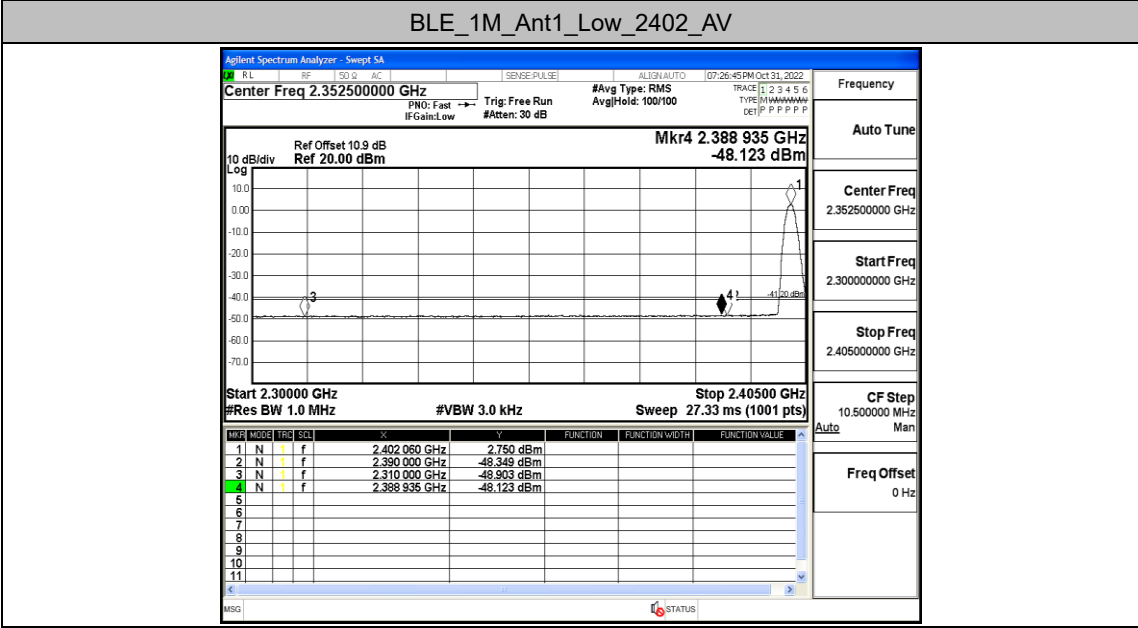 BLE_1M_Ant1_Low_2402_AV
Agilent Spectrum Analyzer - Swept SA
RL RF 50 Ω AC SENSE:PULSE ALIGN AUTO 07:26:45 PM Oct 31, 2022
Center Freq 2.352500000 GHz
PNO: Fast
IFGain:Low
Trig: Free Run
#Atten: 30 dB
#Avg Type: RMS
Avg|Hold: 100/100
TRACE 1 2 3 4 5 6
TYPE M W W W W W
DET P P P P P P
Ref Offset 10.9 dB
10 dB/div Ref 20.00 dBm
Log
Mkr4 2.388 935 GHz
-48.123 dBm
10.0
0.00
-10.0
-20.0
-30.0
-40.0
-50.0
-60.0
-70.0
1
3
4
-41.20 dBm
Start 2.30000 GHz Stop 2.40500 GHz
#Res BW 1.0 MHz #VBW 3.0 kHz Sweep 27.33 ms (1001 pts)
MKR MODE TRC SCL X Y FUNCTION FUNCTION WIDTH FUNCTION VALUE
1 N 1 f 2.402 060 GHz 2.750 dBm
2 N 1 f 2.390 000 GHz -48.349 dBm
3 N 1 f 2.310 000 GHz -48.903 dBm
4 N 1 f 2.388 935 GHz -48.123 dBm
5
6
7
8
9
10
11
MSG STATUS
Frequency
Auto Tune
Center Freq
2.352500000 GHz
Start Freq
2.300000000 GHz
Stop Freq
2.405000000 GHz
CF Step
10.500000 MHz
Auto Man
Freq Offset
0 Hz